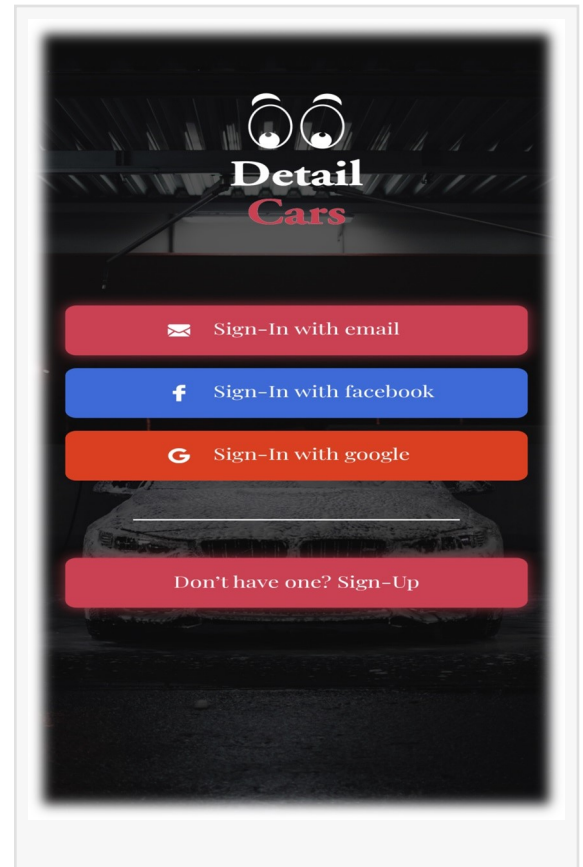 Detail
Cars
Sign-In with email
Sign-In with facebook
Sign-In with google
Don't have one? Sign-Up